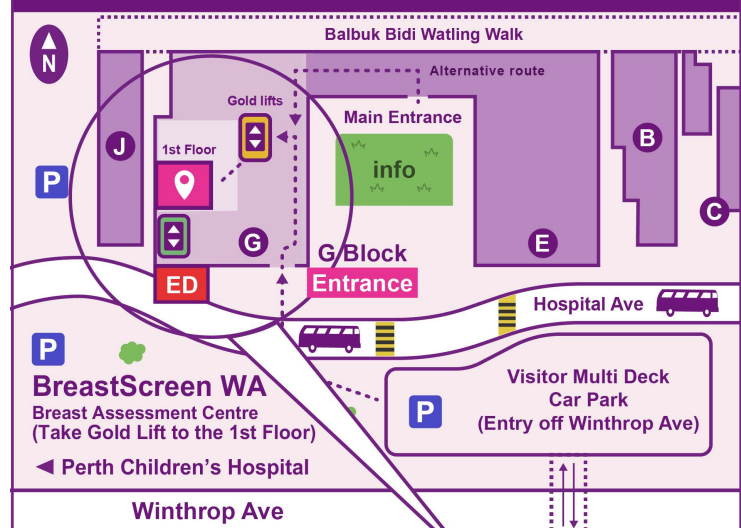 Balbuk Bidi Watling Walk
N
Alternative route
Gold lifts
Main Entrance
J
1st Floor
B
P
info
C
G
E
G Block
Entrance
ED
Hospital Ave
P
BreastScreen WA
Breast Assessment Centre
(Take Gold Lift to the 1st Floor)
P
Visitor Multi Deck
Car Park
(Entry off Winthrop Ave)
Perth Children's Hospital
Winthrop Ave